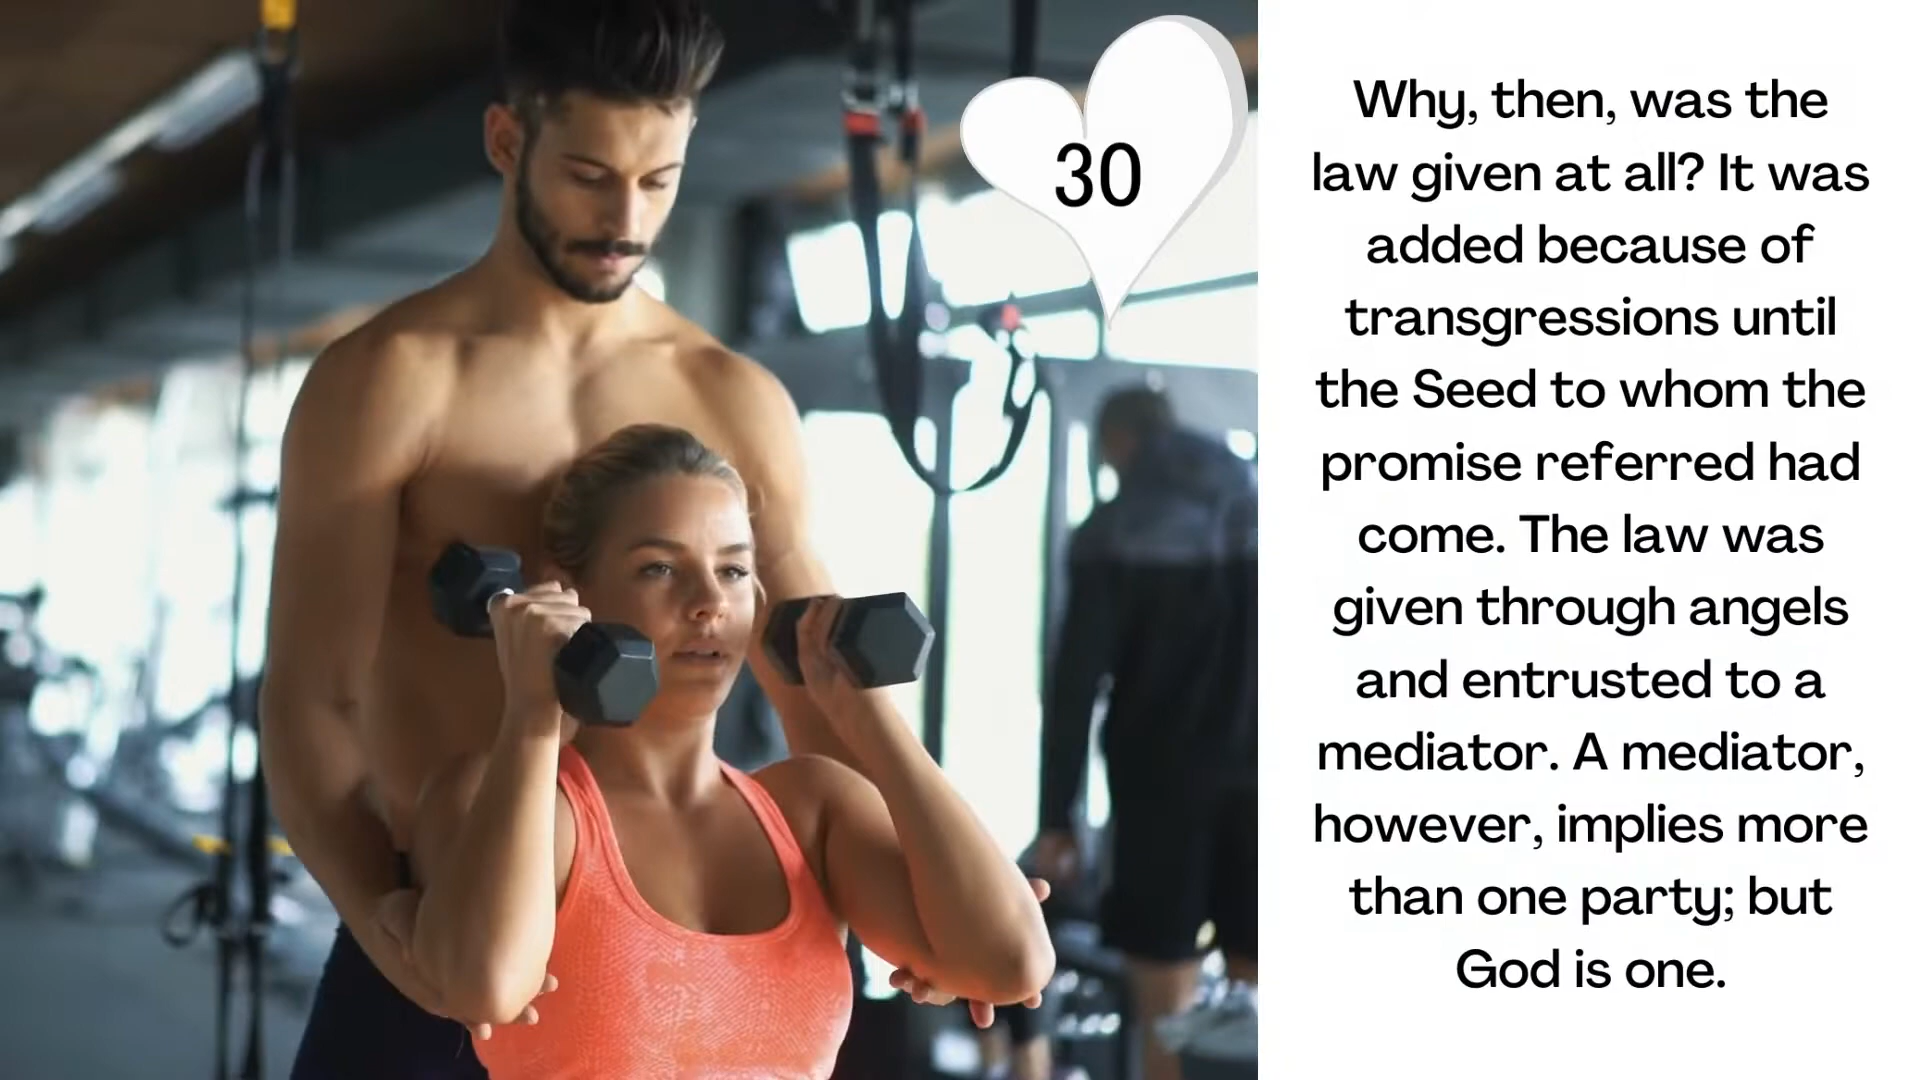 30
Why, then, was the
law given at all? It was
added because of
transgressions until
the Seed to whom the
promise referred had
come. The law was
given through angels
and entrusted to a
mediator. A mediator,
however, implies more
than one party; but
God is one.